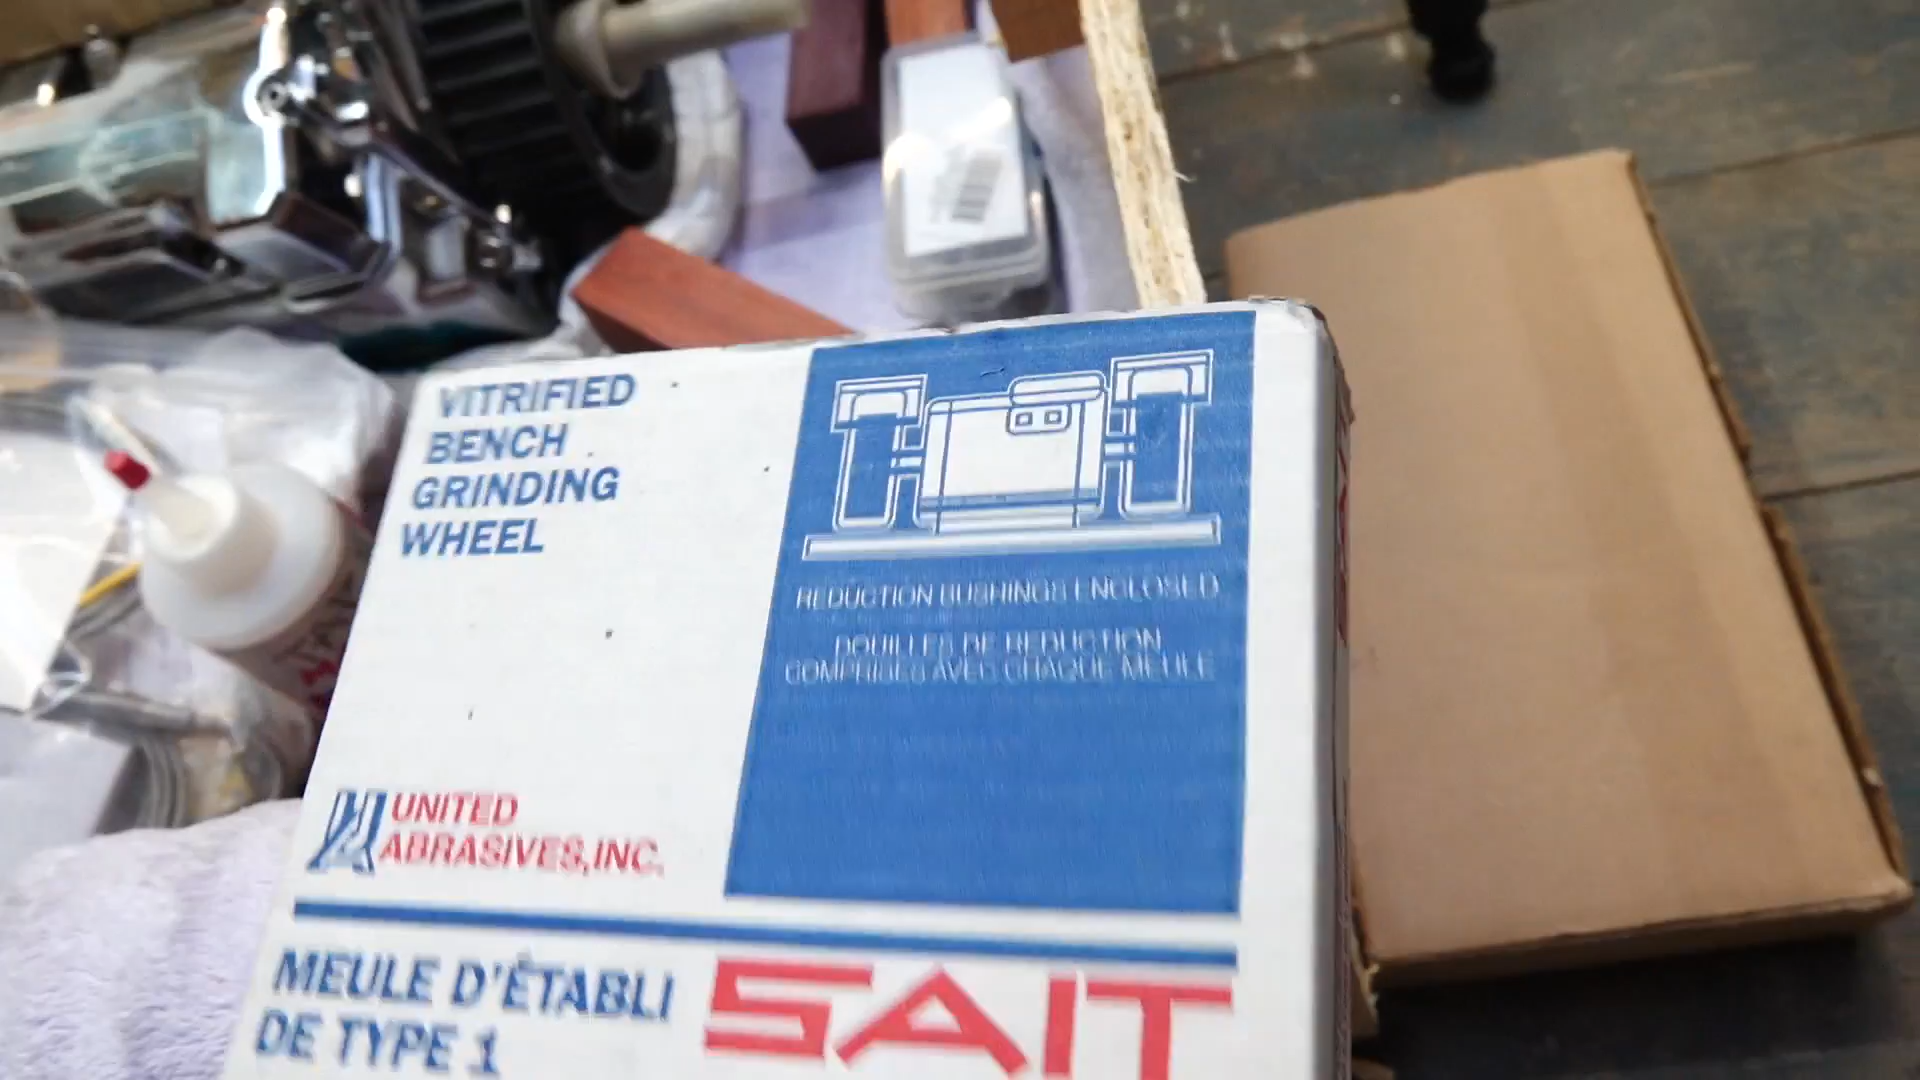 VITRIFIED
BENCH
GRINDING
WHEEL
REDUCTION BUSHINGS ENCLOSED
DOUILLES DE REDUCTION
COMPRISES AVEC CHAQUE MEULE
UNITED
ABRASIVES, INC.
MEULE D'ÉTABLI
DE TYPE 1
SAIT